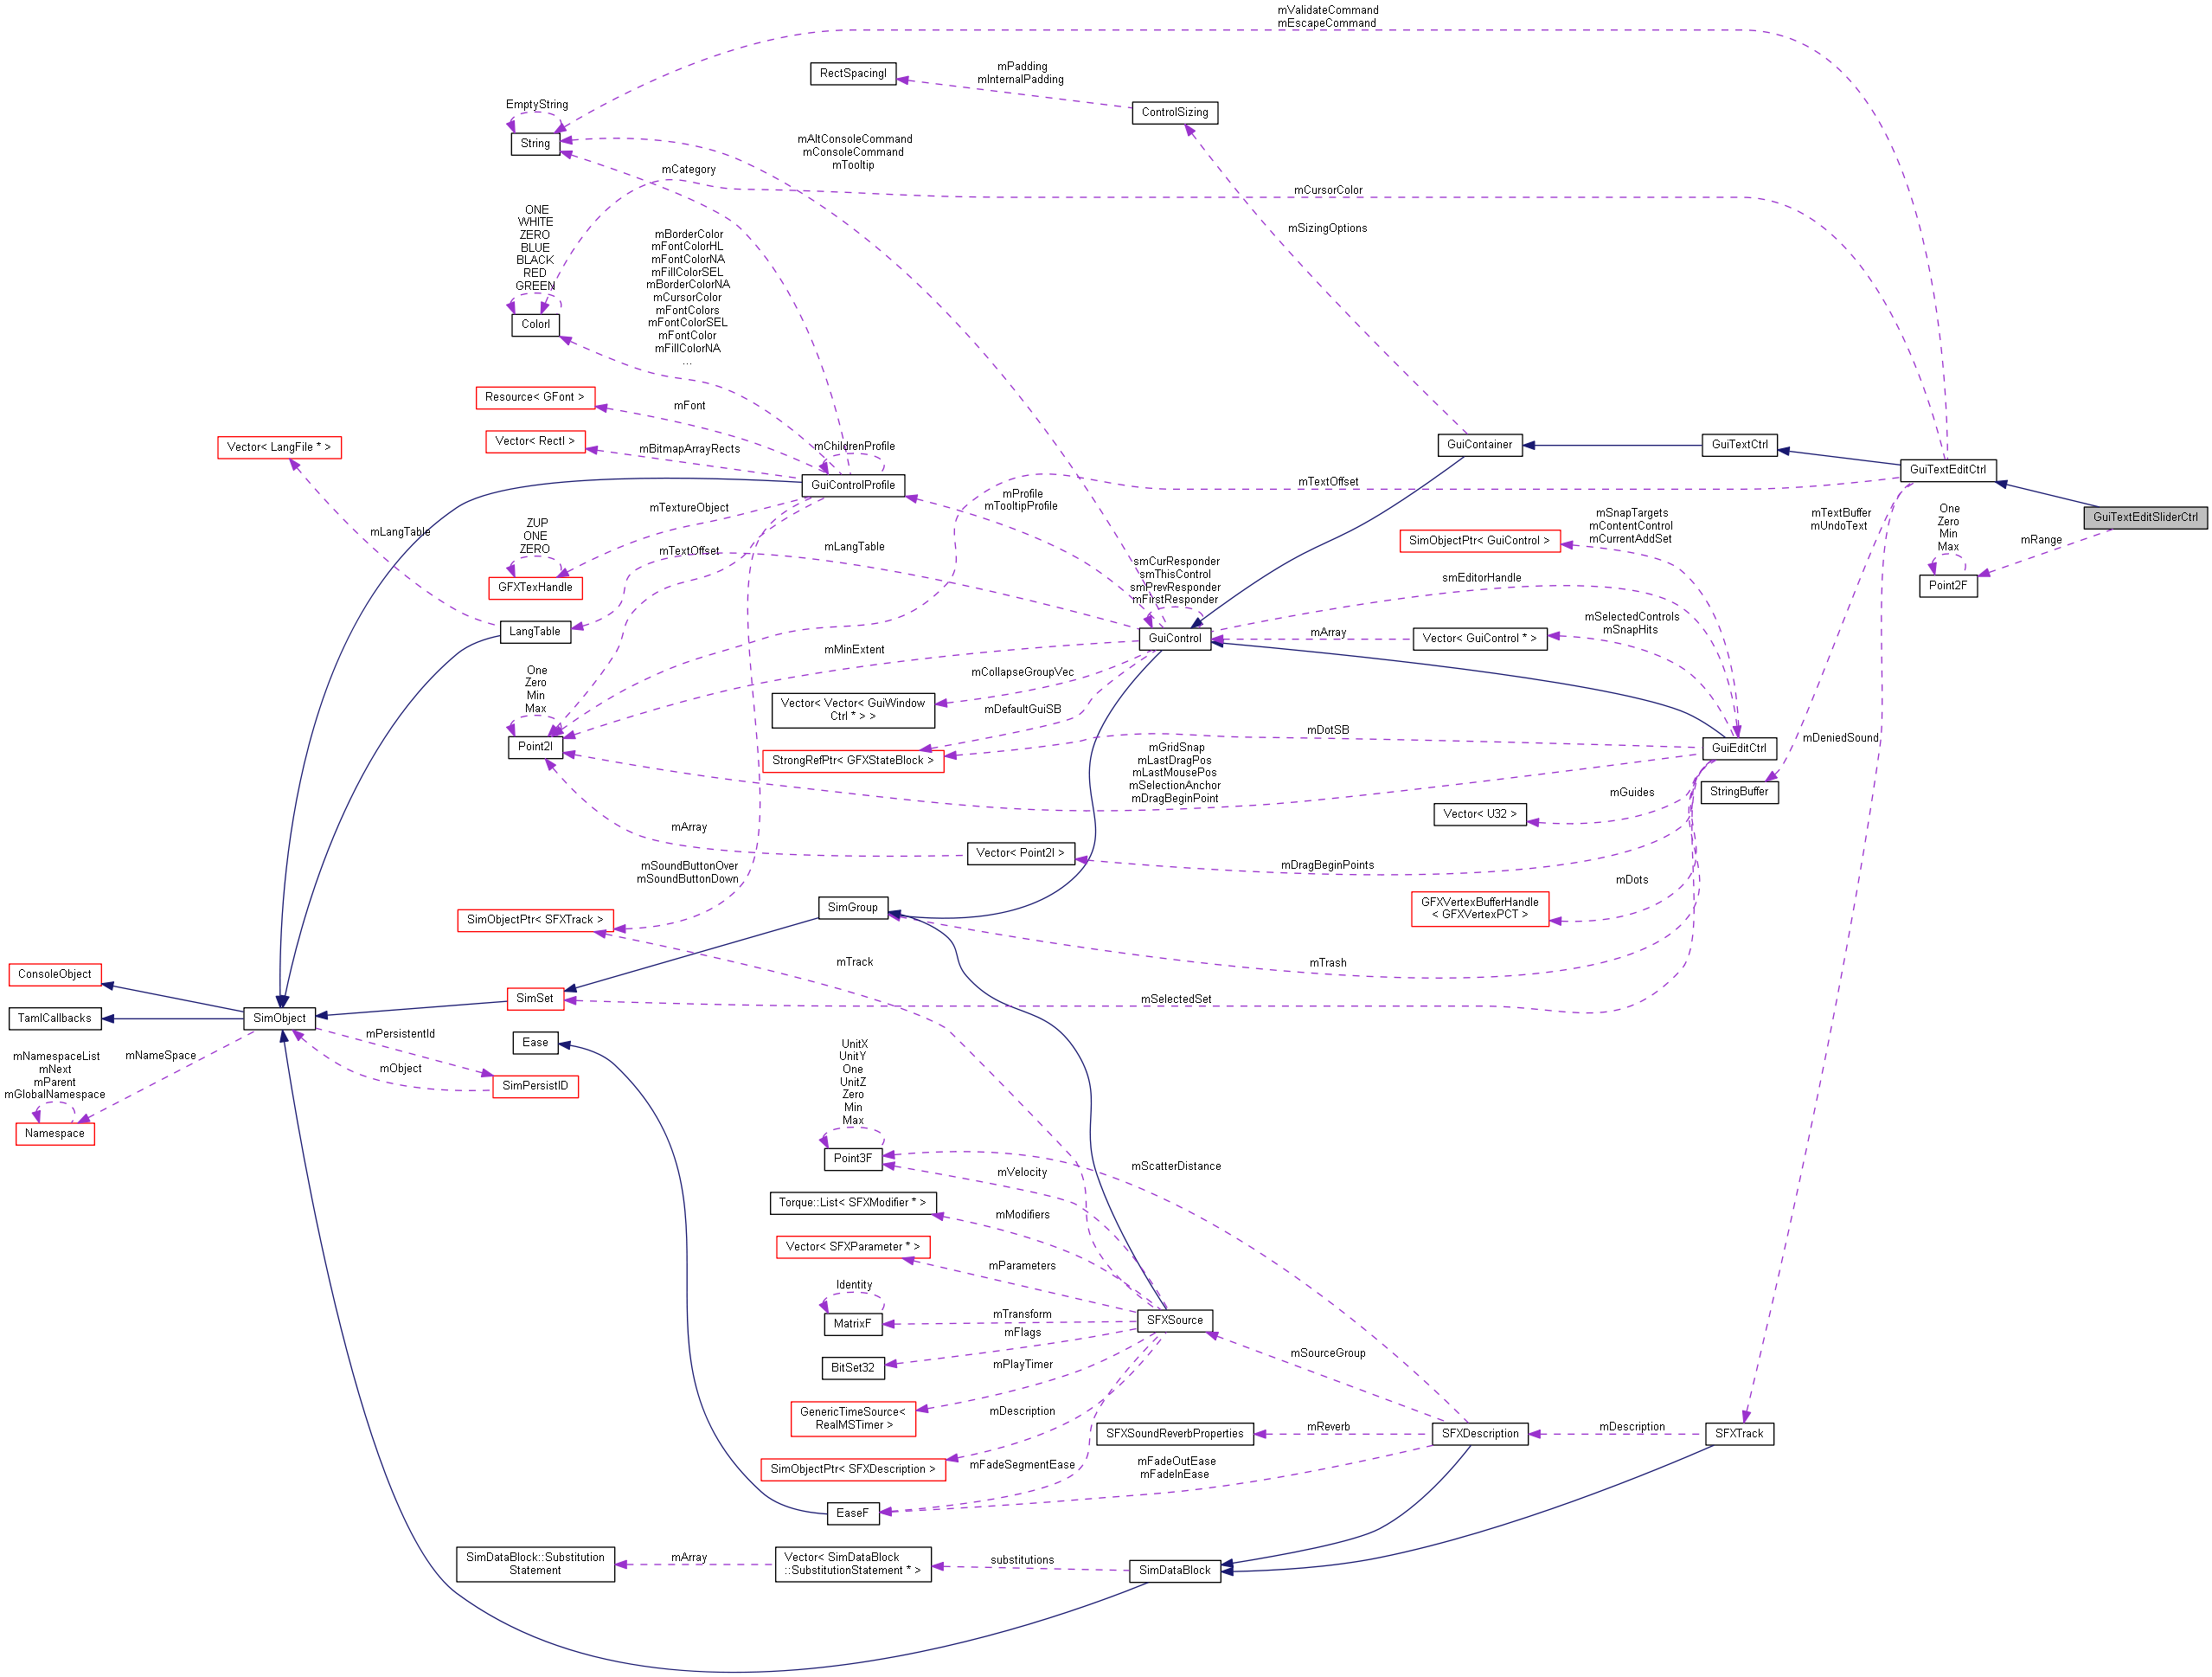 mValidateCommand
mEscapeCommand
RectSpacingI
mPadding
mInternalPadding
ControlSizing
EmptyString
String
mAltConsoleCommand
mConsoleCommand
mTooltip
mCategory
mCursorColor
ONE
WHITE
ZERO
BLUE
BLACK
RED
GREEN
ColorI
mBorderColor
mFontColorHL
mFontColorNA
mFillColorSEL
mBorderColorNA
mCursorColor
mFontColors
mFontColorSEL
mFontColor
mFillColorNA
...
mSizingOptions
Resource< GFont >
mFont
Vector< LangFile * >
Vector< RectI >
mBitmapArrayRects
mChildrenProfile
GuiControlProfile
GuiContainer
GuiTextCtrl
GuiTextEditCtrl
GuiTextEditSliderCtrl
mTextOffset
mProfile
mTooltipProfile
mTextureObject
mLangTable
ZUP
ONE
ZERO
GFXTexHandle
mTextOffset
mLangTable
smCurResponder
smThisControl
smPrevResponder
mFirstResponder
SimObjectPtr< GuiControl >
mSnapTargets
mContentControl
mCurrentAddSet
mTextBuffer
mUndoText
One
Zero
Min
Max
Point2F
mRange
smEditorHandle
LangTable
GuiControl
mArray
Vector< GuiControl * >
mSelectedControls
mSnapHits
mMinExtent
One
Zero
Min
Max
Point2I
mCollapseGroupVec
Vector< Vector< GuiWindow
Ctrl * > >
mDefaultGuiSB
StrongRefPtr< GFXStateBlock >
mDotSB
GuiEditCtrl
mDeniedSound
mGridSnap
mLastDragPos
mLastMousePos
mSelectionAnchor
mDragBeginPoint
StringBuffer
mGuides
Vector< U32 >
mArray
Vector< Point2I >
mDragBeginPoints
mSoundButtonOver
mSoundButtonDown
mDots
GFXVertexBufferHandle
< GFXVertexPCT >
SimObjectPtr< SFXTrack >
SimGroup
mTrack
mTrash
ConsoleObject
SimSet
mSelectedSet
TamlCallbacks
SimObject
mPersistentId
Ease
mNameSpace
mObject
SimPersistID
mNamespaceList
mNext
mParent
mGlobalNamespace
Namespace
UnitX
UnitY
One
UnitZ
Zero
Min
Max
Point3F
mVelocity
mScatterDistance
Torque::List< SFXModifier * >
mModifiers
Vector< SFXParameter * >
mParameters
Identity
MatrixF
mTransform
SFXSource
mFlags
BitSet32
mPlayTimer
mSourceGroup
GenericTimeSource<
RealMSTimer >
mDescription
SFXSoundReverbProperties
mReverb
SFXDescription
mDescription
SFXTrack
SimObjectPtr< SFXDescription >
mFadeSegmentEase
mFadeOutEase
mFadeInEase
EaseF
SimDataBlock::Substitution
Statement
mArray
Vector< SimDataBlock
::SubstitutionStatement * >
substitutions
SimDataBlock